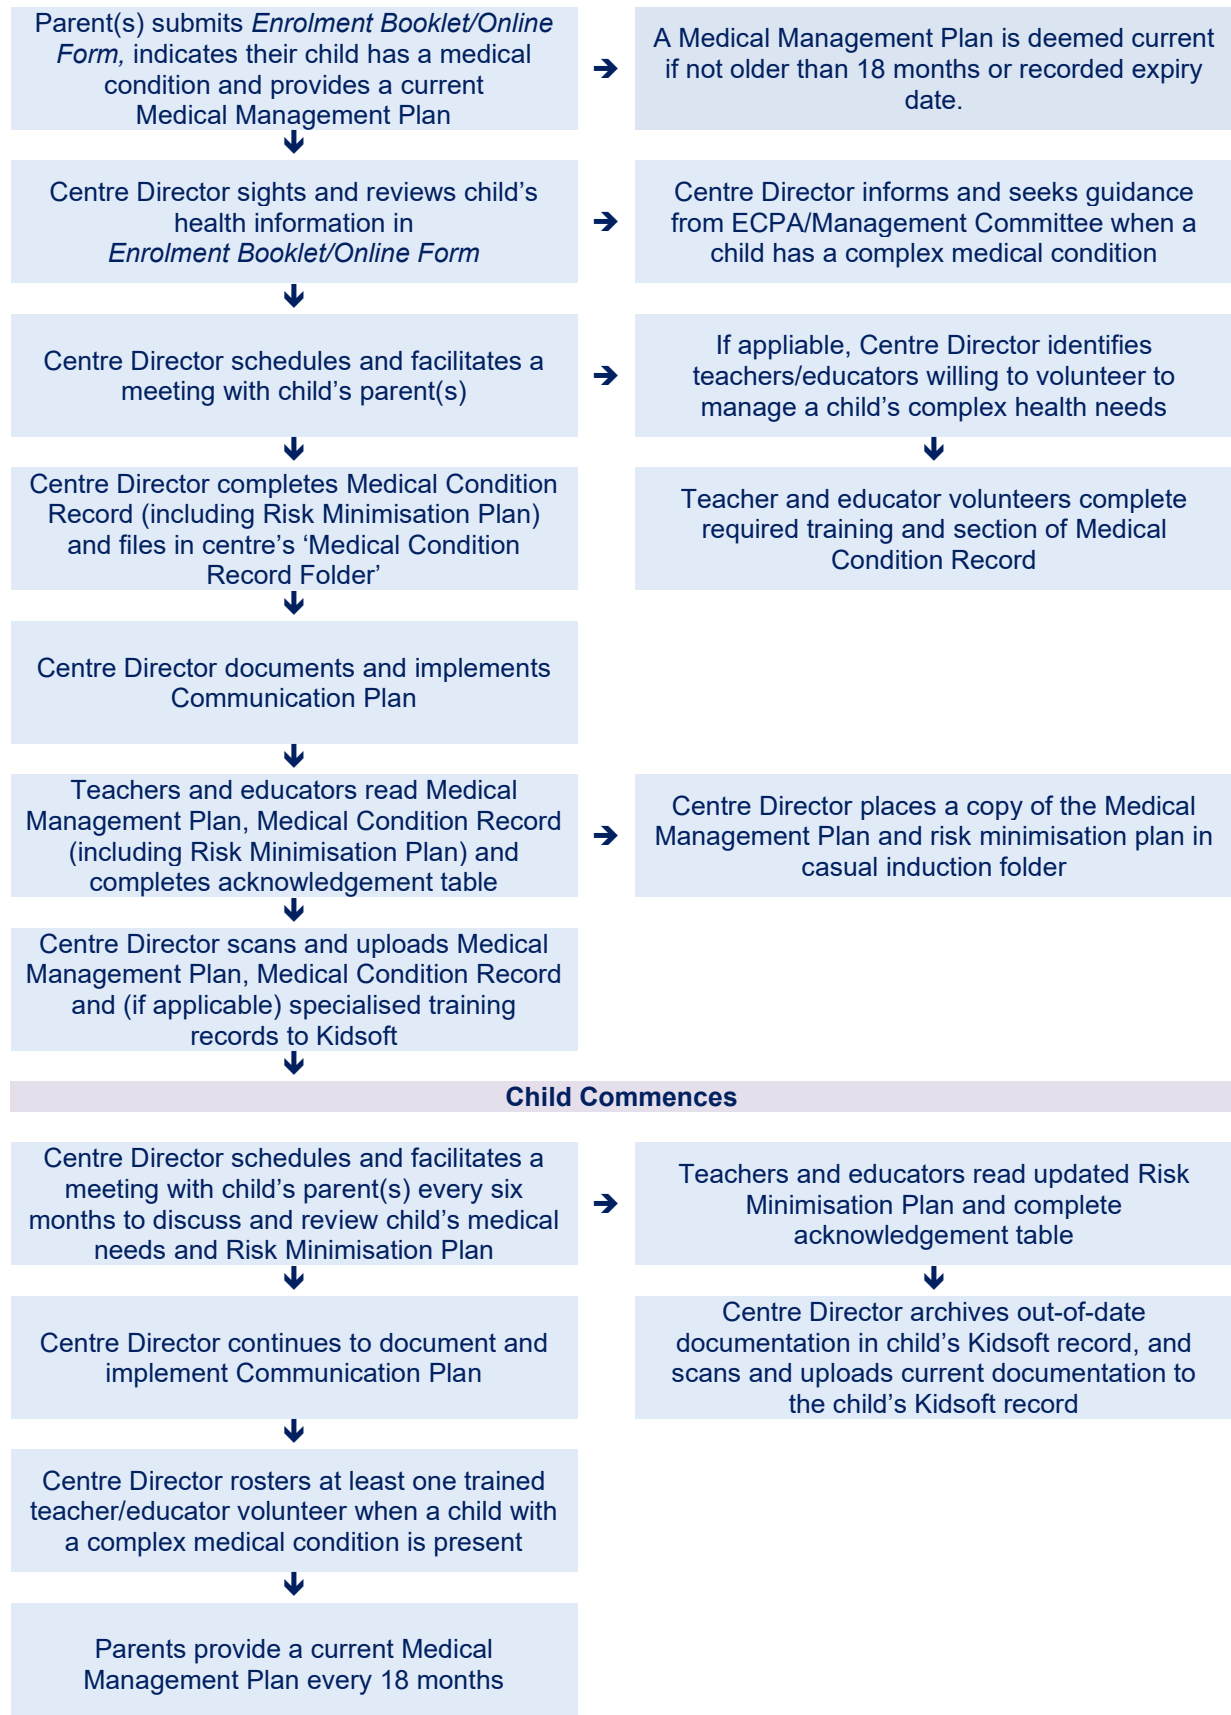 Parent(s) submits Enrolment Booklet/Online
Form, indicates their child has a medical
condition and provides a current
Medical Management Plan
➔
A Medical Management Plan is deemed current
if not older than 18 months or recorded expiry
date.
🡳
Centre Director sights and reviews child’s
health information in
Enrolment Booklet/Online Form
➔
Centre Director informs and seeks guidance
from ECPA/Management Committee when a
child has a complex medical condition
🡳
Centre Director schedules and facilitates a
meeting with child’s parent(s)
➔
If appliable, Centre Director identifies
teachers/educators willing to volunteer to
manage a child’s complex health needs
🡳
🡳
Centre Director completes Medical Condition
Record (including Risk Minimisation Plan)
and files in centre’s ‘Medical Condition
Record Folder’
Teacher and educator volunteers complete
required training and section of Medical
Condition Record
🡳
Centre Director documents and implements
Communication Plan
🡳
Teachers and educators read Medical
Management Plan, Medical Condition Record
(including Risk Minimisation Plan) and
completes acknowledgement table
➔
Centre Director places a copy of the Medical
Management Plan and risk minimisation plan in
casual induction folder
🡳
Centre Director scans and uploads Medical
Management Plan, Medical Condition Record
and (if applicable) specialised training
records to Kidsoft
🡳
Child Commences
Centre Director schedules and facilitates a
meeting with child’s parent(s) every six
months to discuss and review child’s medical
needs and Risk Minimisation Plan
➔
Teachers and educators read updated Risk
Minimisation Plan and complete
acknowledgement table
🡳
🡳
Centre Director continues to document and
implement Communication Plan
Centre Director archives out-of-date
documentation in child’s Kidsoft record, and
scans and uploads current documentation to
the child’s Kidsoft record
🡳
Centre Director rosters at least one trained
teacher/educator volunteer when a child with
a complex medical condition is present
🡳
Parents provide a current Medical
Management Plan every 18 months